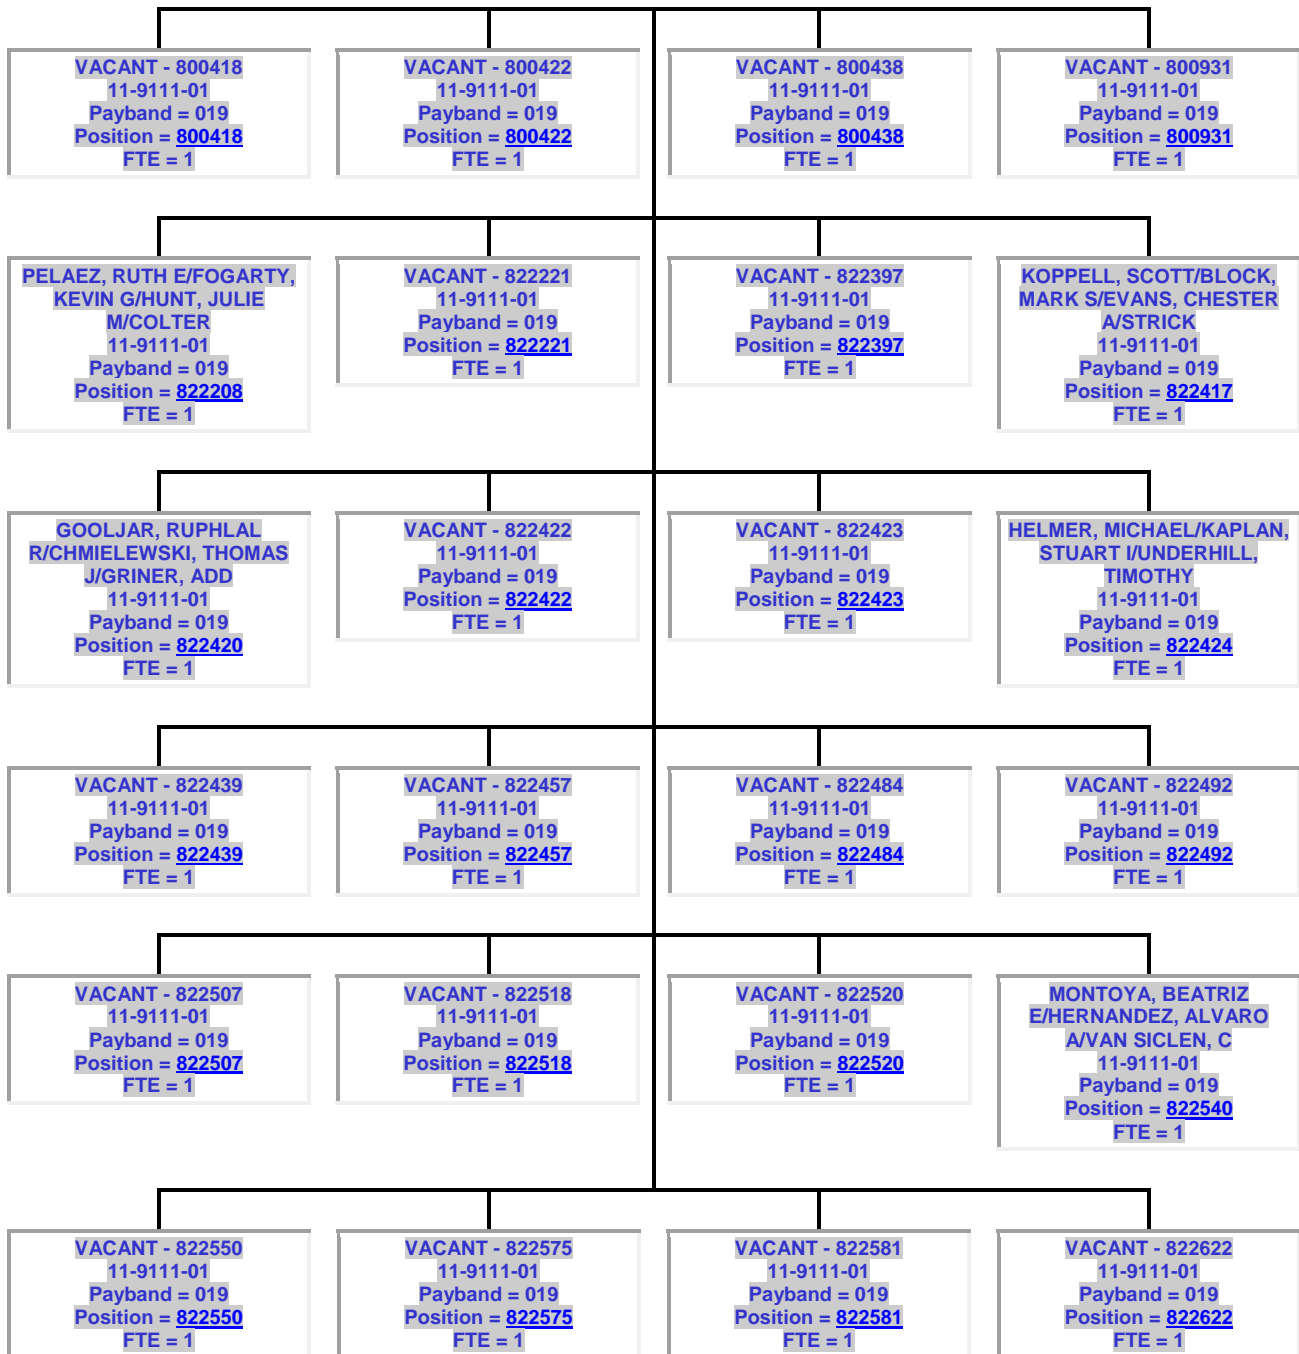 VACANT - 800418
11-9111-01
Payband = 019
Position = 800418
FTE = 1
VACANT - 800422
11-9111-01
Payband = 019
Position = 800422
FTE = 1
VACANT - 800438
11-9111-01
Payband = 019
Position = 800438
FTE = 1
VACANT - 800931
11-9111-01
Payband = 019
Position = 800931
FTE = 1
PELAEZ, RUTH E/FOGARTY,
KEVIN G/HUNT, JULIE
M/COLTER
11-9111-01
Payband = 019
Position = 822208
FTE = 1
VACANT - 822221
11-9111-01
Payband = 019
Position = 822221
FTE = 1
VACANT - 822397
11-9111-01
Payband = 019
Position = 822397
FTE = 1
KOPPELL, SCOTT/BLOCK,
MARK S/EVANS, CHESTER
A/STRICK
11-9111-01
Payband = 019
Position = 822417
FTE = 1
GOOLJAR, RUPHLAL
R/CHMIELEWSKI, THOMAS
J/GRINER, ADD
11-9111-01
Payband = 019
Position = 822420
FTE = 1
VACANT - 822422
11-9111-01
Payband = 019
Position = 822422
FTE = 1
VACANT - 822423
11-9111-01
Payband = 019
Position = 822423
FTE = 1
HELMER, MICHAEL/KAPLAN,
STUART I/UNDERHILL,
TIMOTHY
11-9111-01
Payband = 019
Position = 822424
FTE = 1
VACANT - 822439
11-9111-01
Payband = 019
Position = 822439
FTE = 1
VACANT - 822457
11-9111-01
Payband = 019
Position = 822457
FTE = 1
VACANT - 822484
11-9111-01
Payband = 019
Position = 822484
FTE = 1
VACANT - 822492
11-9111-01
Payband = 019
Position = 822492
FTE = 1
VACANT - 822507
11-9111-01
Payband = 019
Position = 822507
FTE = 1
VACANT - 822518
11-9111-01
Payband = 019
Position = 822518
FTE = 1
VACANT - 822520
11-9111-01
Payband = 019
Position = 822520
FTE = 1
MONTOYA, BEATRIZ
E/HERNANDEZ, ALVARO
A/VAN SICLEN, C
11-9111-01
Payband = 019
Position = 822540
FTE = 1
VACANT - 822550
11-9111-01
Payband = 019
Position = 822550
FTE = 1
VACANT - 822575
11-9111-01
Payband = 019
Position = 822575
FTE = 1
VACANT - 822581
11-9111-01
Payband = 019
Position = 822581
FTE = 1
VACANT - 822622
11-9111-01
Payband = 019
Position = 822622
FTE = 1